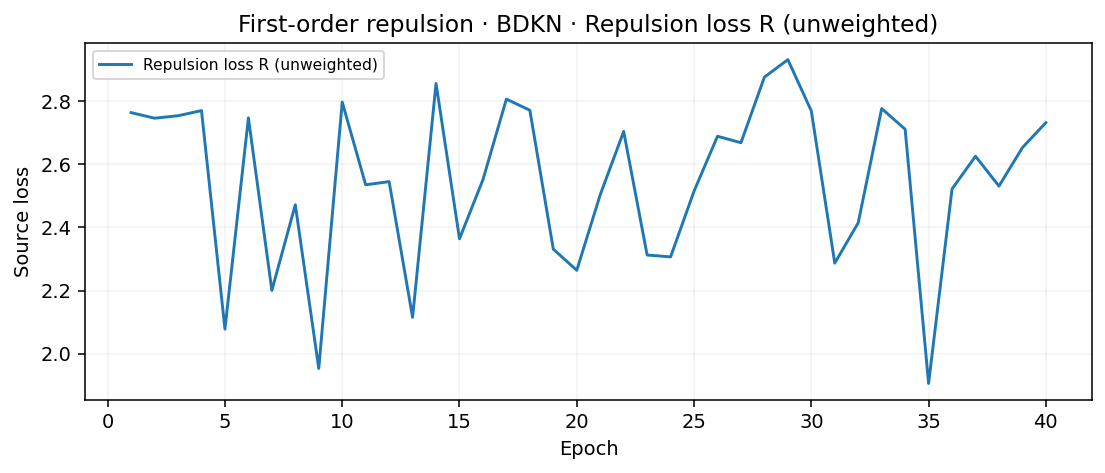 First-order repulsion · BDKN · Repulsion loss R (unweighted)
Repulsion loss R (unweighted)
Source loss
2.8
2.6
2.4
2.2
2.0
0 5 10 15 20 25 30 35 40
Epoch